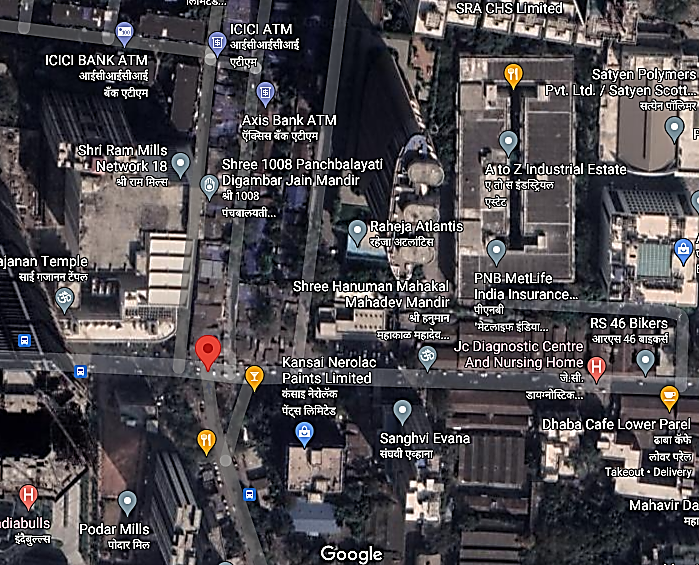 SRA CHS Limited
ICICI ATM
आईसीआईसीआई
एटीएम
ICICI BANK ATM
आईसीआईसीआई
बँक एटीएम
Satyen Polymers
Pvt. Ltd. / Satyen Scott...
सत्येन पॉलिमर
Axis Bank ATM
ऍक्सिस बँक एटीएम
Shri Ram Mills
Network 18
श्री राम मिल्स
Shree 1008 Panchbalayati
Digambar Jain Mandir
श्री 1008
पंचबालयती...
A to Z Industrial Estate
ए तो स इंडस्ट्रियल
एस्टेट
Raheja Atlantis
रहेजा अटलांटिस
ajanan Temple
साई गजानन टेंपल
PNB MetLife
India Insurance...
पीएनबी
'मेटलाइफ इंडिया...
Shree Hanuman Mahakal
Mahadev Mandir
श्री हनुमान
महाकाळ महादेव...
RS 46 Bikers
आरएस 46 बाइकर्स
Jc Diagnostic Centre
And Nursing Home
जे.सी.
डायग्नोस्टिक...
Kansai Nerolac
Paints Limited
कंसाइ नेरोलॅक
पेंट्स लिमिटेड
Dhaba Cafe Lower Parel
ढाबा कॅफे
लोवर परेल
Takeout • Delivery
Sanghvi Evana
संघवी एव्हाना
Mahavir Da
महा
diabulls
इंडियाबुल्स
Podar Mills
पोदार मिल
Google